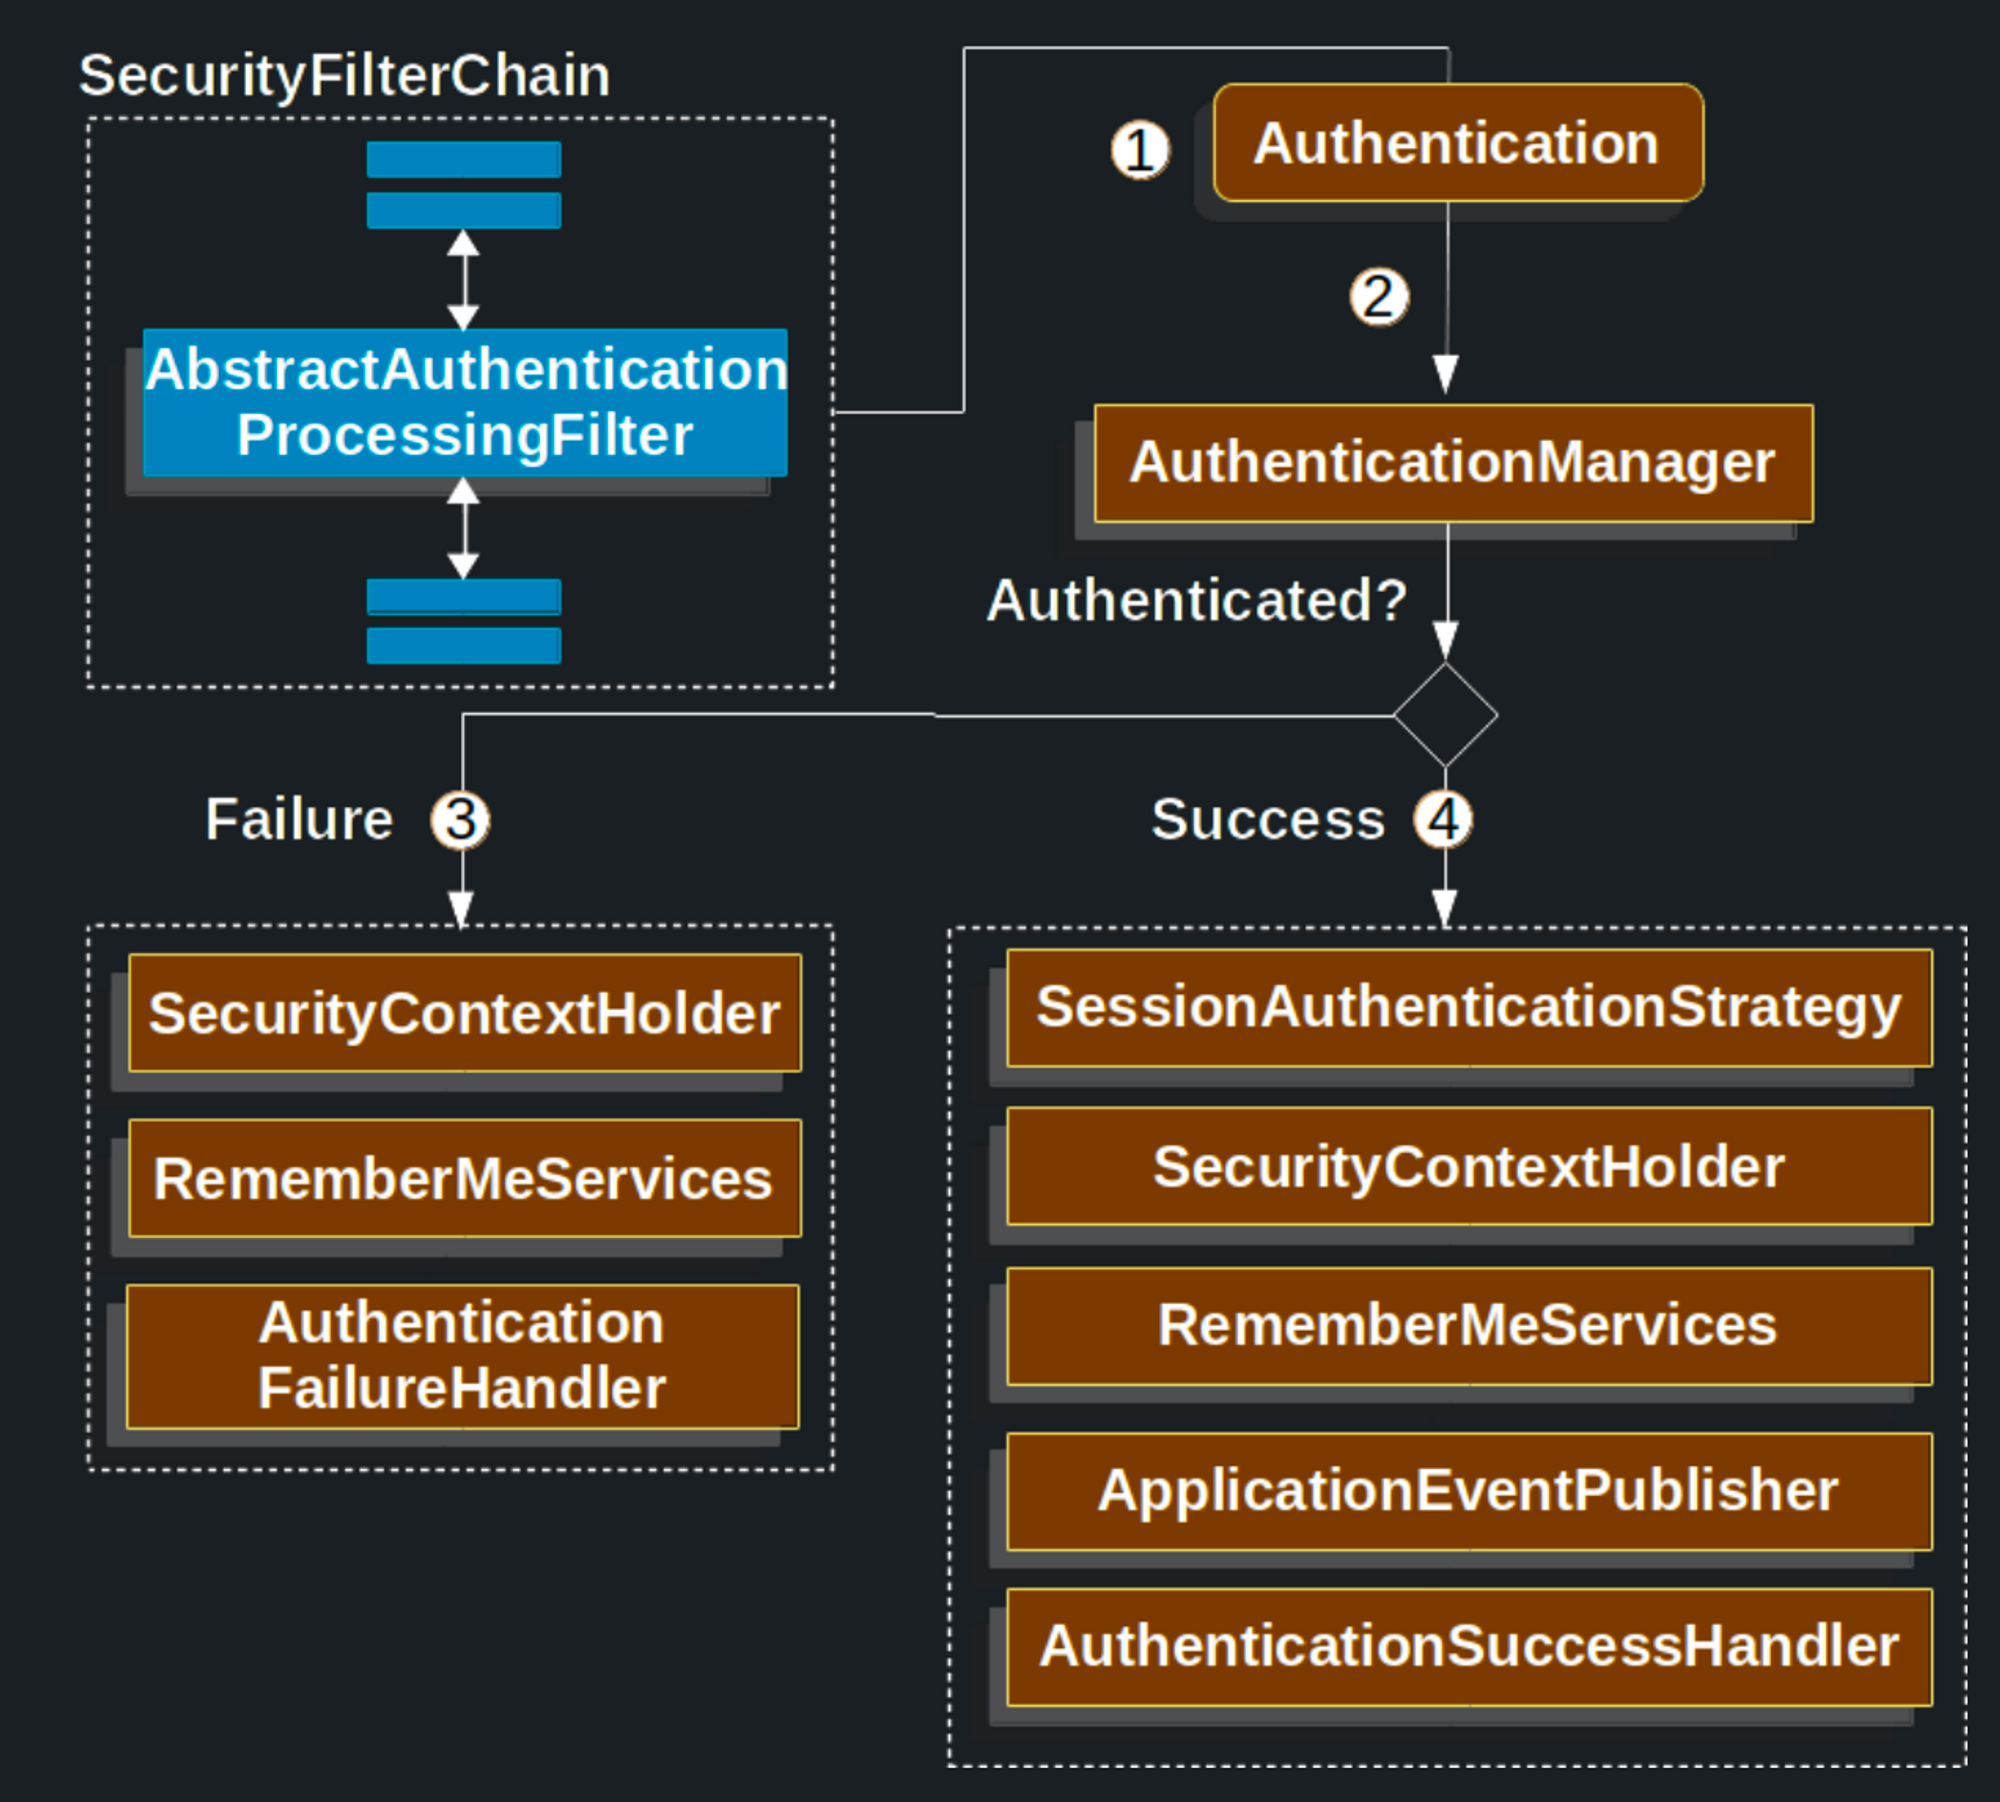 SecurityFilterChain
AbstractAuthentication
ProcessingFilter
1
Authentication
2
AuthenticationManager
Authenticated?
Failure
3
Success
4
SecurityContextHolder
RememberMeServices
Authentication
FailureHandler
SessionAuthenticationStrategy
SecurityContextHolder
RememberMeServices
ApplicationEventPublisher
AuthenticationSuccessHandler